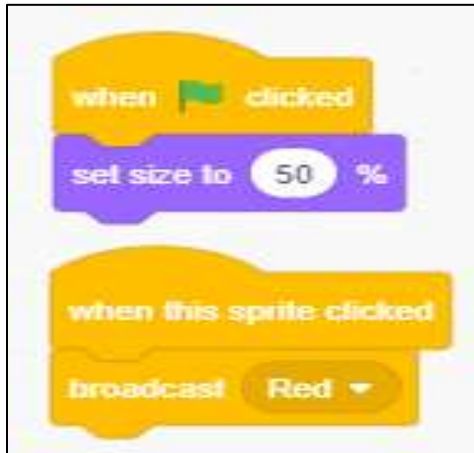 when clicked
set size to 50 %
when this sprite clicked
broadcast Red